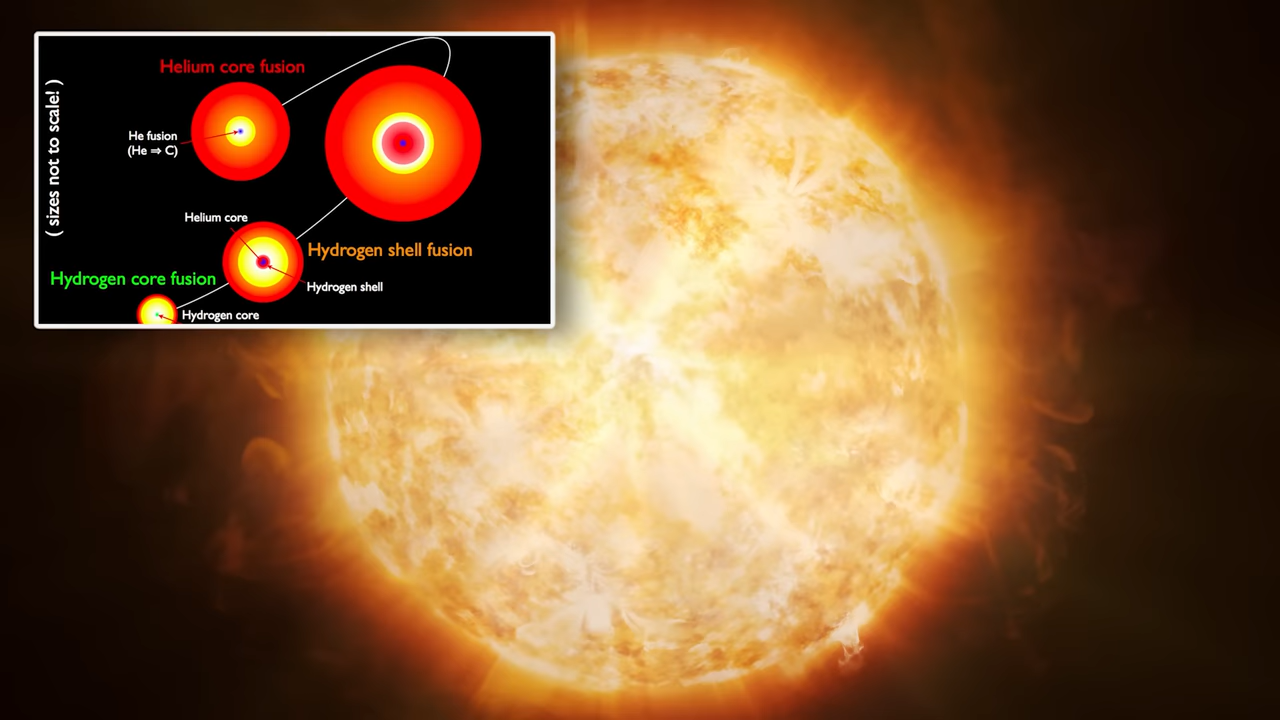 ( sizes not to scale! )
Helium core fusion
He fusion
(He ⇒ C)
Helium core
Hydrogen shell fusion
Hydrogen core fusion
Hydrogen shell
Hydrogen core